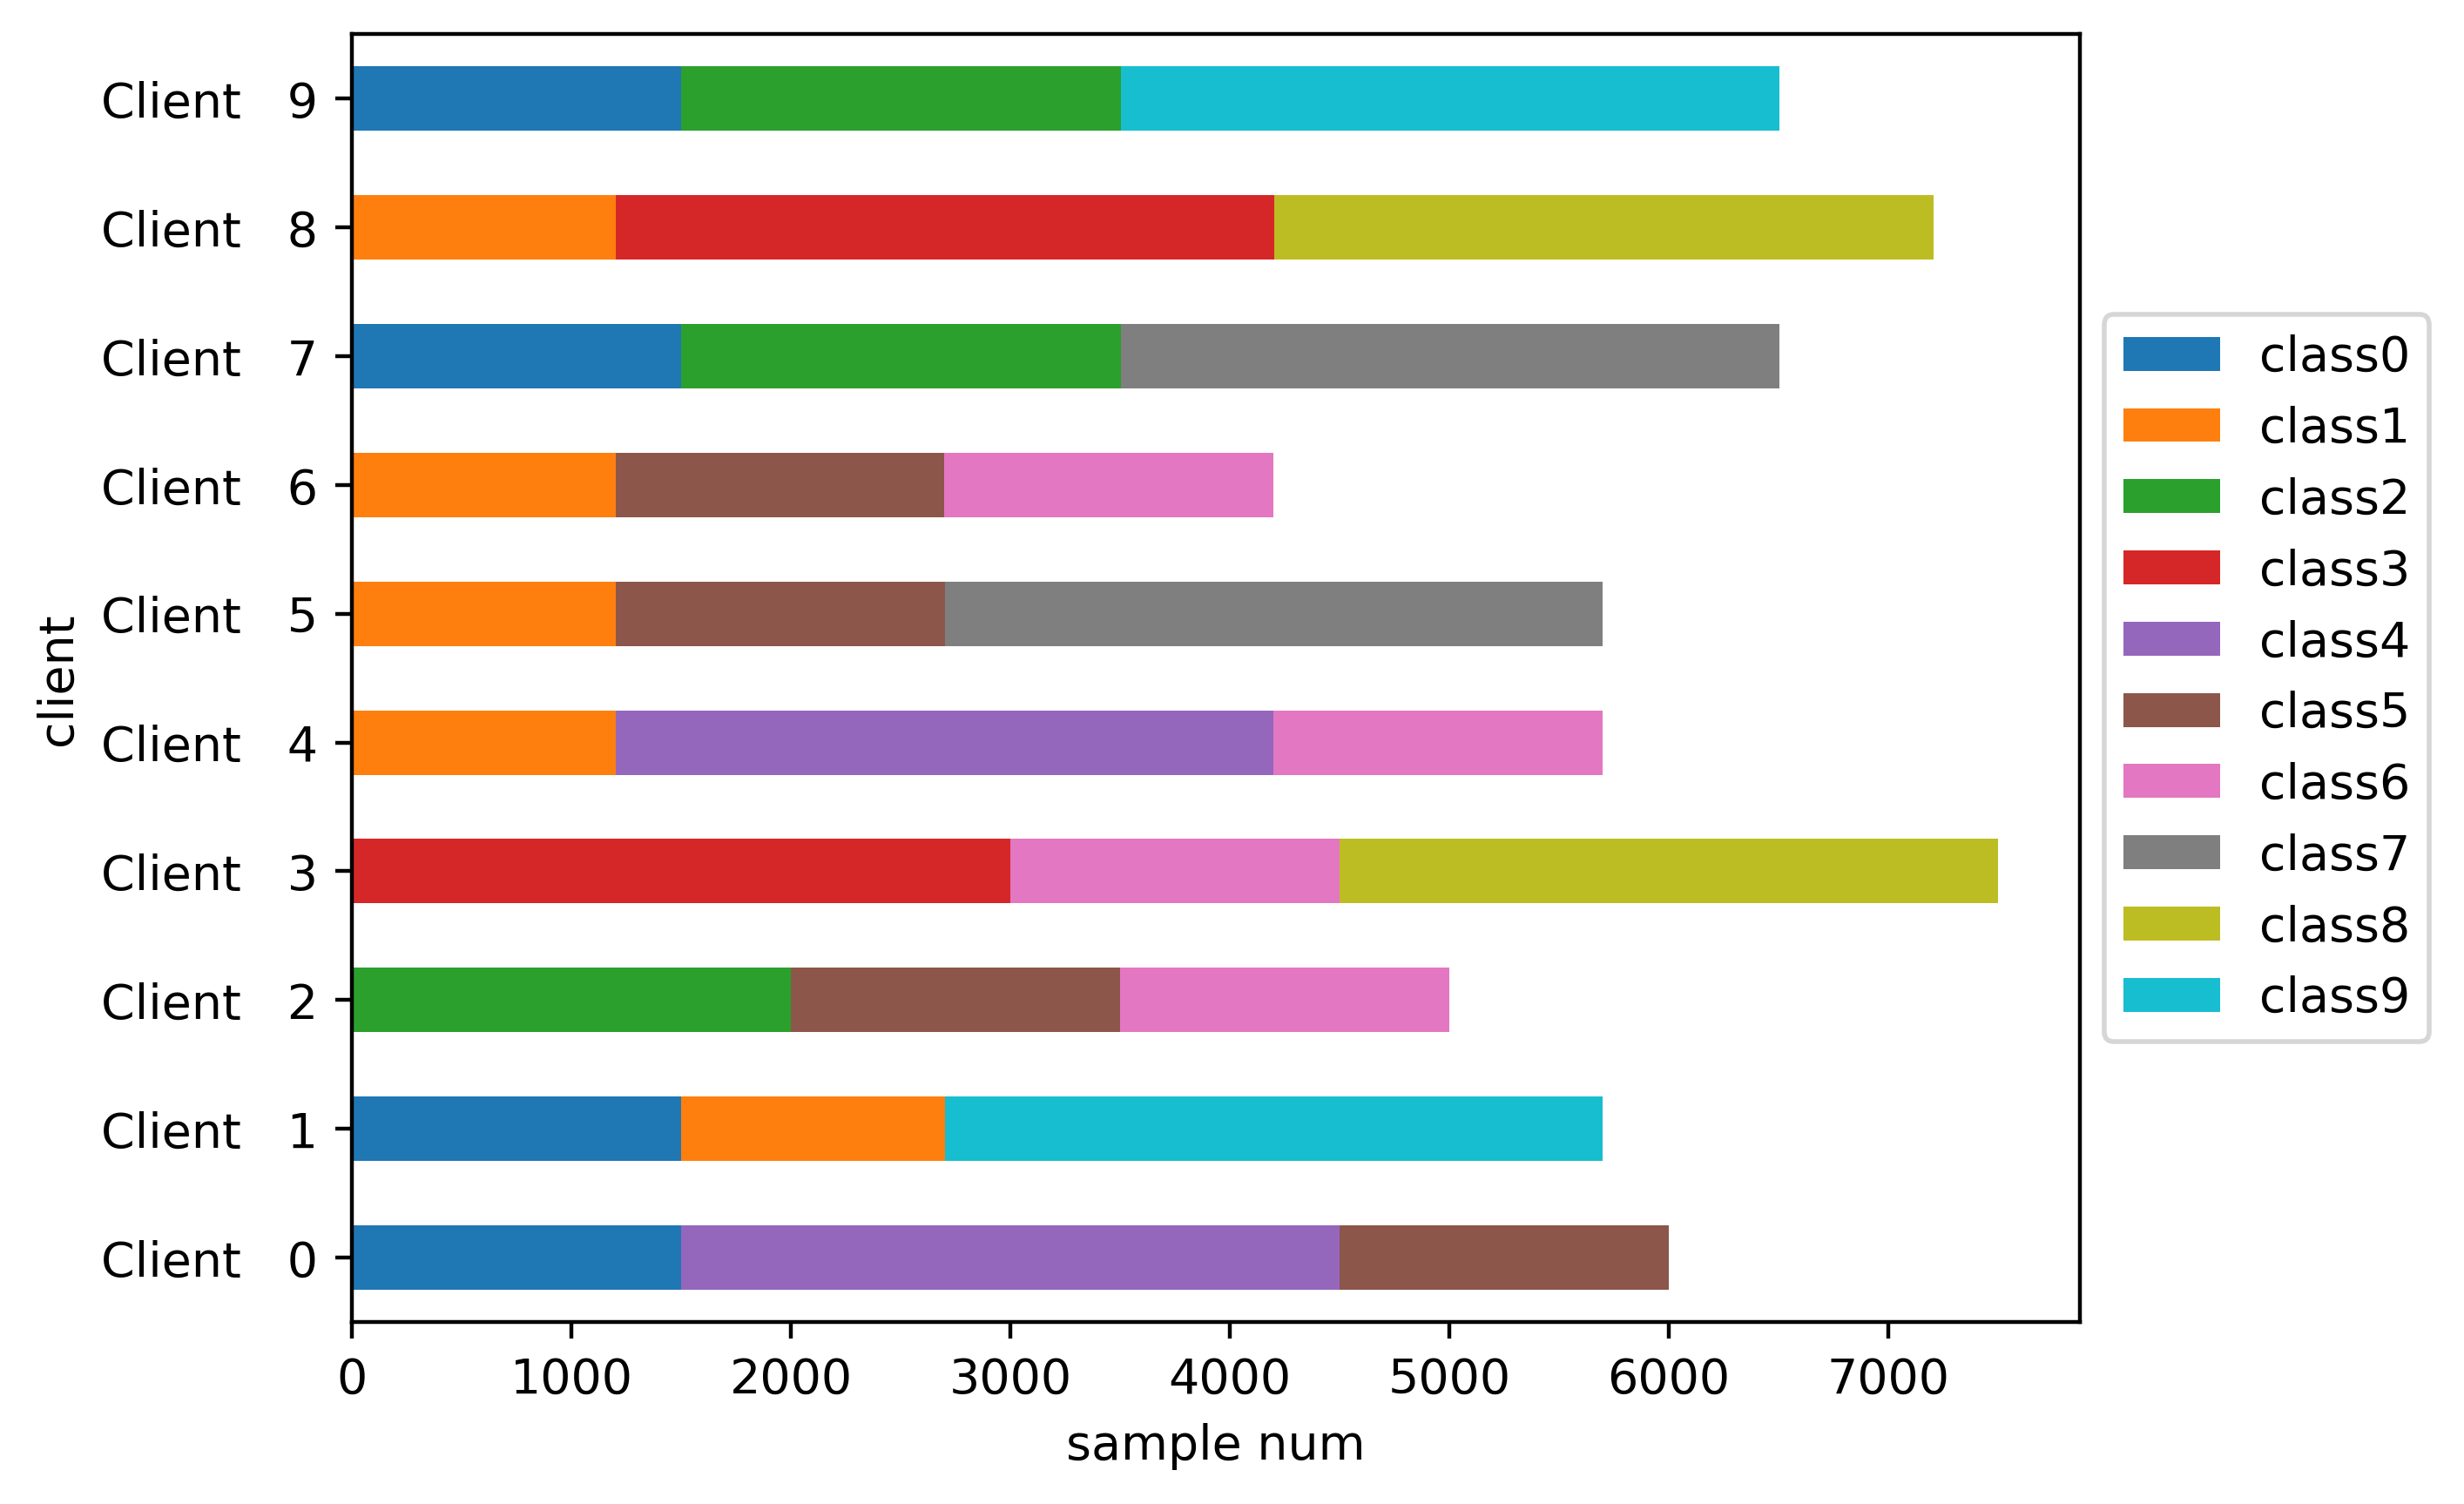 Client 9
Client 8
Client 7
Client 6
Client 5
Client 4
Client 3
Client 2
Client 1
Client 0
client
0 1000 2000 3000 4000 5000 6000 7000
sample num
class0
class1
class2
class3
class4
class5
class6
class7
class8
class9